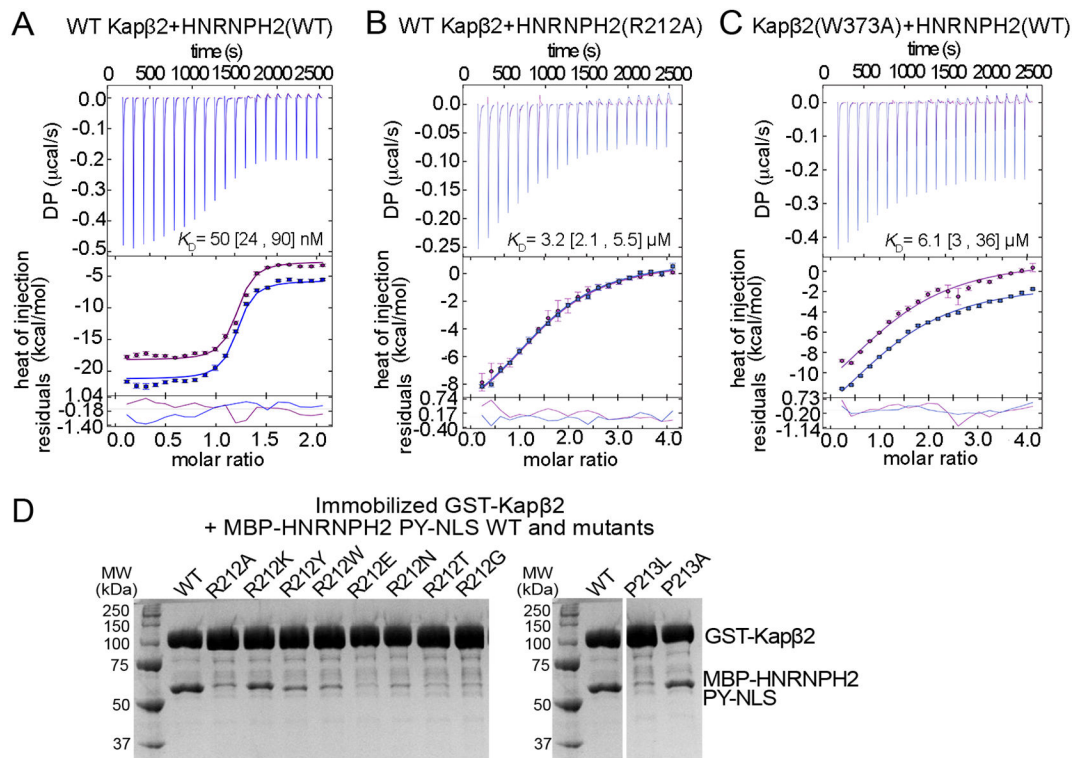 A WT Kapβ2+HNRNPH2(WT)
time (s)
0 500 1000 1500 2000 2500
0.0
-0.1
-0.2
-0.3
-0.4
-0.5
DP (μcal/s)
K_D= 50 [24 , 90] nM
-5
-10
-15
-20
heat of injection
(kcal/mol)
1.04
-0.18
-1.40
residuals
0.0 0.5 1.0 1.5 2.0
molar ratio
B WT Kapβ2+HNRNPH2(R212A)
time (s)
0 500 1000 1500 2000 2500
0.0
-0.05
-0.10
-0.15
-0.20
-0.25
DP (μcal/s)
K_D= 3.2 [2.1 , 5.5] μM
0
-2
-4
-6
-8
heat of injection
(kcal/mol)
0.74
0.17
-0.40
residuals
0.0 1.0 2.0 3.0 4.0
molar ratio
C Kapβ2(W373A)+HNRNPH2(WT)
time (s)
0 500 1000 1500 2000 2500
0.0
-0.1
-0.2
-0.3
-0.4
DP (μcal/s)
K_D= 6.1 [3 , 36] μM
0
-2
-4
-6
-8
-10
heat of injection
(kcal/mol)
0.73
-0.20
-1.14
residuals
0.0 1.0 2.0 3.0 4.0
molar ratio
D Immobilized GST-Kapβ2
+ MBP-HNRNPH2 PY-NLS WT and mutants
MW
(kDa)
WT R212A R212K R212Y R212W R212E R212N R212T R212G
250
150
100
75
50
37
MW
(kDa)
WT P213L P213A
250
150
100
75
50
37
GST-Kapβ2
MBP-HNRNPH2
PY-NLS